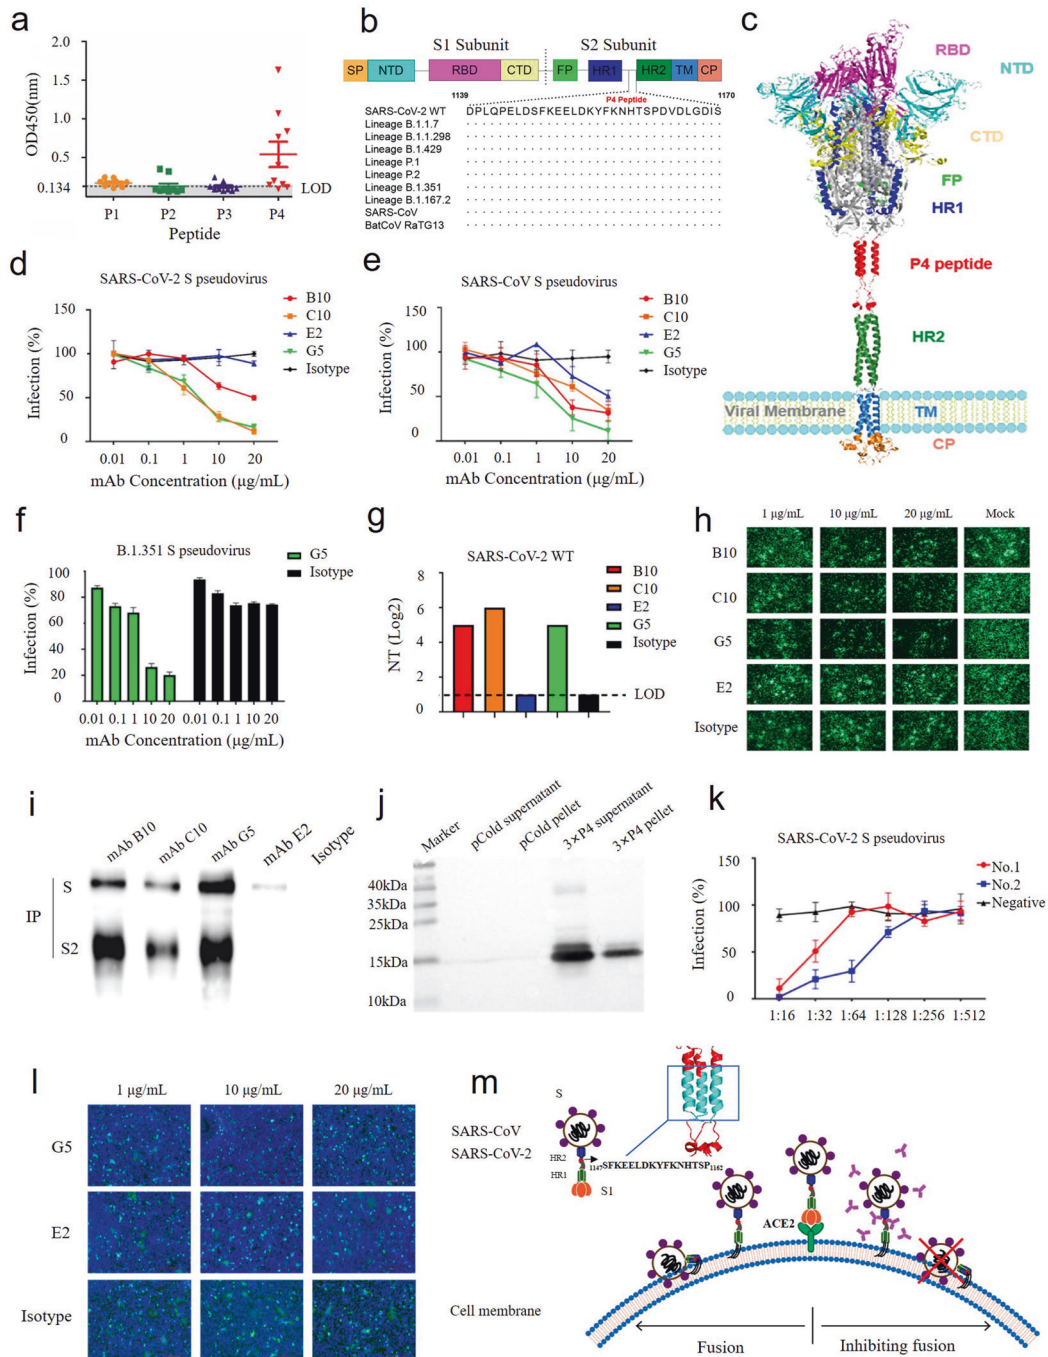 a
2.0
1.5
1.0
0.5
0.134
OD450(nm)
LOD
P1 P2 P3 P4
Peptide
b
S1 Subunit S2 Subunit
SP NTD RBD CTD FP HR1 HR2 TM CP
1139 1170
P4 Peptide
SARS-CoV-2 WT DPLQPELDSFKEELDKYFKNHTSPDVDLGDIS
Lineage B.1.1.7
Lineage B.1.1.298
Lineage B.1.429
Lineage P.1
Lineage P.2
Lineage B.1.351
Lineage B.1.167.2
SARS-CoV
BatCoV RaTG13
c
RBD
NTD
CTD
FP
HR1
P4 peptide
HR2
Viral Membrane
TM
CP
d
SARS-CoV-2 S pseudovirus
150
100
50
0
Infection (%)
B10
C10
E2
G5
Isotype
0.01 0.1 1 10 20
mAb Concentration (μg/mL)
e
SARS-CoV S pseudovirus
150
100
50
0
Infection (%)
B10
C10
E2
G5
Isotype
0.01 0.1 1 10 20
mAb Concentration (μg/mL)
f
B.1.351 S pseudovirus
80
60
40
20
0
Infection (%)
G5
Isotype
0.01 0.1 1 10 20 0.01 0.1 1 10 20
mAb Concentration (μg/mL)
g
SARS-CoV-2 WT
8
6
4
2
0
NT (Log2)
B10
C10
E2
G5
Isotype
LOD
h
1 μg/mL 10 μg/mL 20 μg/mL Mock
B10
C10
G5
E2
Isotype
i
mAb B10 mAb C10 mAb G5 mAb E2 Isotype
IP
S
S2
j
Marker pCold supernatant pCold pellet 3×P4 supernatant 3×P4 pellet
40kDa
35kDa
25kDa
15kDa
10kDa
k
SARS-CoV-2 S pseudovirus
150
100
50
0
Infection (%)
No.1
No.2
Negative
1:16 1:32 1:64 1:128 1:256 1:512
l
1 μg/mL 10 μg/mL 20 μg/mL
G5
E2
Isotype
m
S
SARS-CoV
SARS-CoV-2
HR2
HR1
S1
1147SFKEELDKYFKNHTSP1162
ACE2
Cell membrane
Fusion
Inhibiting fusion